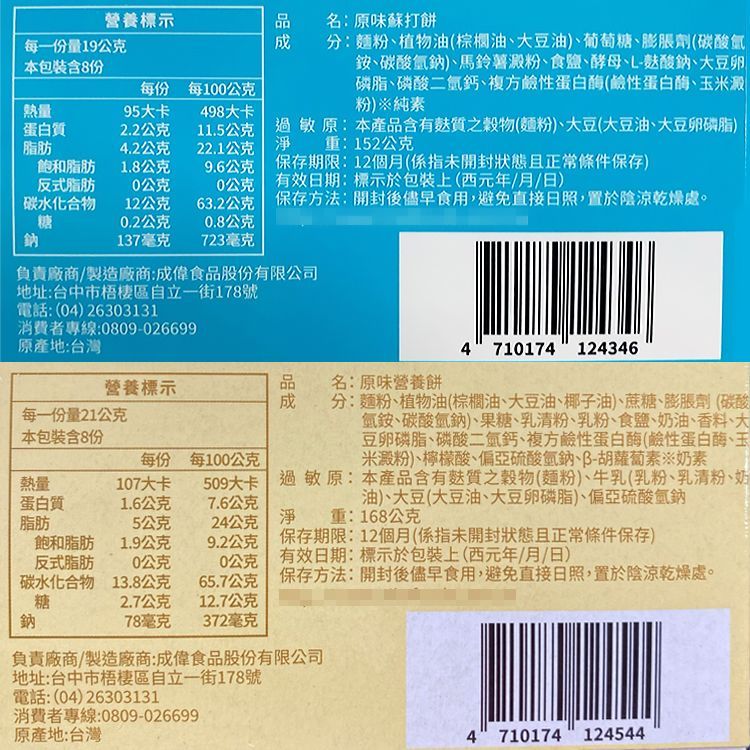 營養標示
每一份量19公克
本包裝含8份
每份 每100公克
熱量 95大卡 498大卡
蛋白質 2.2公克 11.5公克
脂肪 4.2公克 22.1公克
飽和脂肪 1.8公克 9.6公克
反式脂肪 0公克 0公克
碳水化合物 12公克 63.2公克
糖 0.2公克 0.8公克
鈉 137毫克 723毫克
負責廠商/製造廠商:成偉食品股份有限公司
地址:台中市梧棲區自立一街178號
電話:(04)26303131
消費者專線:0809-026699
原產地:台灣
品 名:原味蘇打餅
成 分:麵粉、植物油(棕櫚油、大豆油)、葡萄糖、膨脹劑(碳酸氫
銨、碳酸氫鈉)、馬鈴薯澱粉、食鹽、酵母、L-麩酸鈉、大豆卵
磷脂、磷酸二氫鈣、複方鹼性蛋白酶(鹼性蛋白酶、玉米澱
粉)※純素
過敏原:本產品含有麩質之穀物(麵粉)、大豆(大豆油、大豆卵磷脂)
淨 重:152公克
保存期限:12個月(係指未開封狀態且正常條件保存)
有效日期:標示於包裝上(西元年/月/日)
保存方法:開封後儘早食用,避免直接日照,置於陰涼乾燥處。
4 710174 124346
營養標示
每一份量21公克
本包裝含8份
每份 每100公克
熱量 107大卡 509大卡
蛋白質 1.6公克 7.6公克
脂肪 5公克 24公克
飽和脂肪 1.9公克 9.2公克
反式脂肪 0公克 0公克
碳水化合物 13.8公克 65.7公克
糖 2.7公克 12.7公克
鈉 78毫克 372毫克
負責廠商/製造廠商:成偉食品股份有限公司
地址:台中市梧棲區自立一街178號
電話:(04)26303131
消費者專線:0809-026699
原產地:台灣
品 名:原味營養餅
成 分:麵粉、植物油(棕櫚油、大豆油、椰子油)、蔗糖、膨脹劑(碳酸
氫銨、碳酸氫鈉)、果糖、乳清粉、乳粉、食鹽、奶油、香料、大
豆卵磷脂、磷酸二氫鈣、複方鹼性蛋白酶(鹼性蛋白酶、玉
米澱粉)、檸檬酸、偏亞硫酸氫鈉、β-胡蘿蔔素※奶素
過敏原:本產品含有麩質之穀物(麵粉)、牛乳(乳粉、乳清粉、奶
油)、大豆(大豆油、大豆卵磷脂)、偏亞硫酸氫鈉
淨 重:168公克
保存期限:12個月(係指未開封狀態且正常條件保存)
有效日期:標示於包裝上(西元年/月/日)
保存方法:開封後儘早食用,避免直接日照,置於陰涼乾燥處。
4 710174 124544